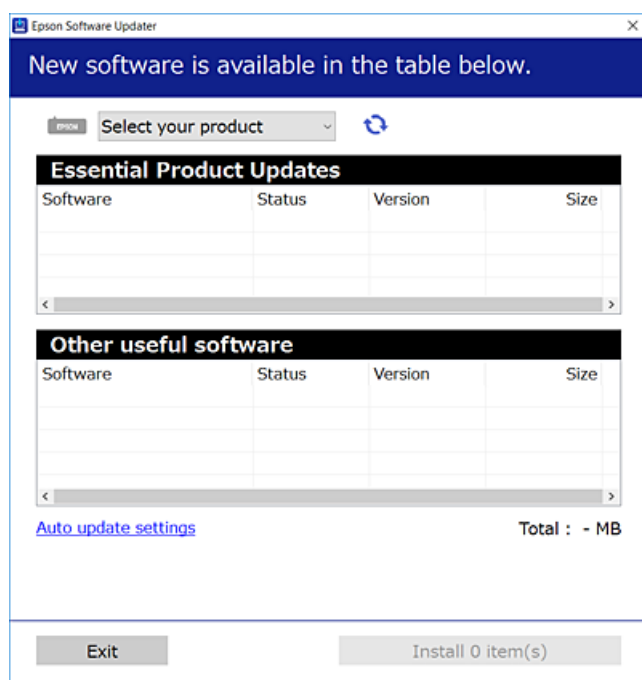 Epson Software Updater
New software is available in the table below.
EPSON Select your product
Essential Product Updates
Software Status Version Size
Other useful software
Software Status Version Size
Auto update settings Total : - MB
Exit Install 0 item(s)